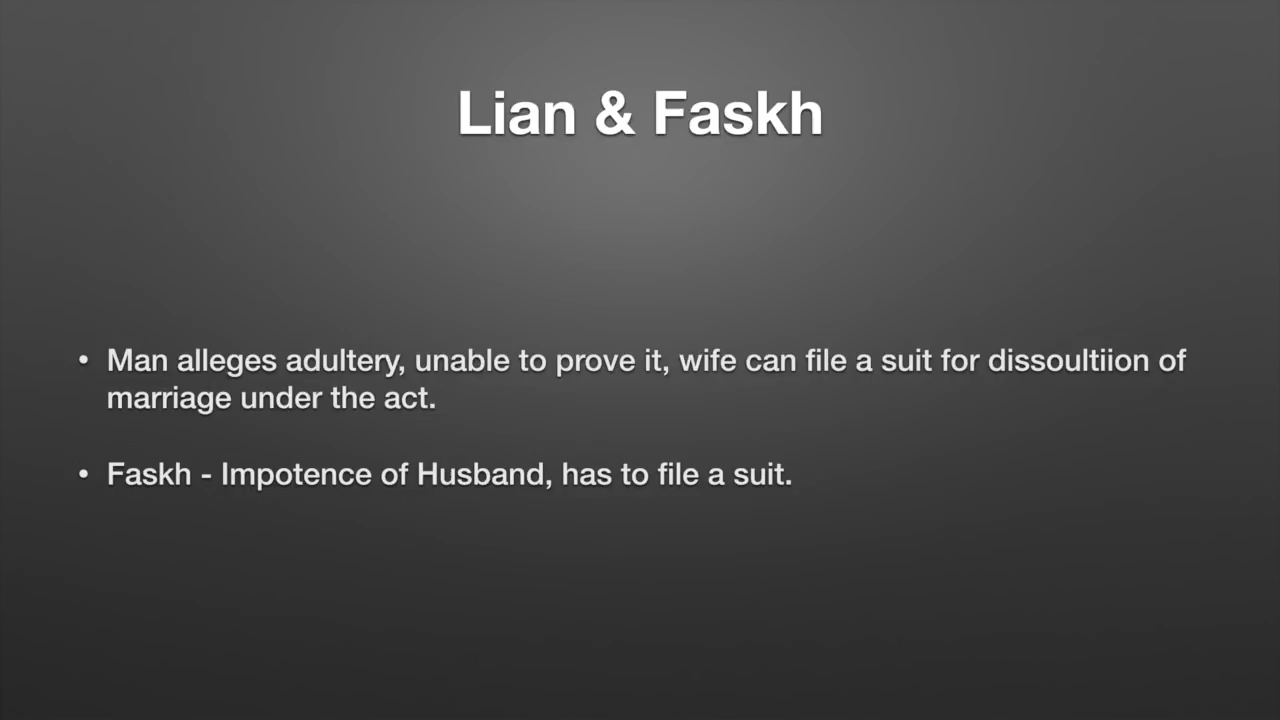 Lian & Faskh
• Man alleges adultery, unable to prove it, wife can file a suit for dissoultiion of
marriage under the act.
• Faskh - Impotence of Husband, has to file a suit.